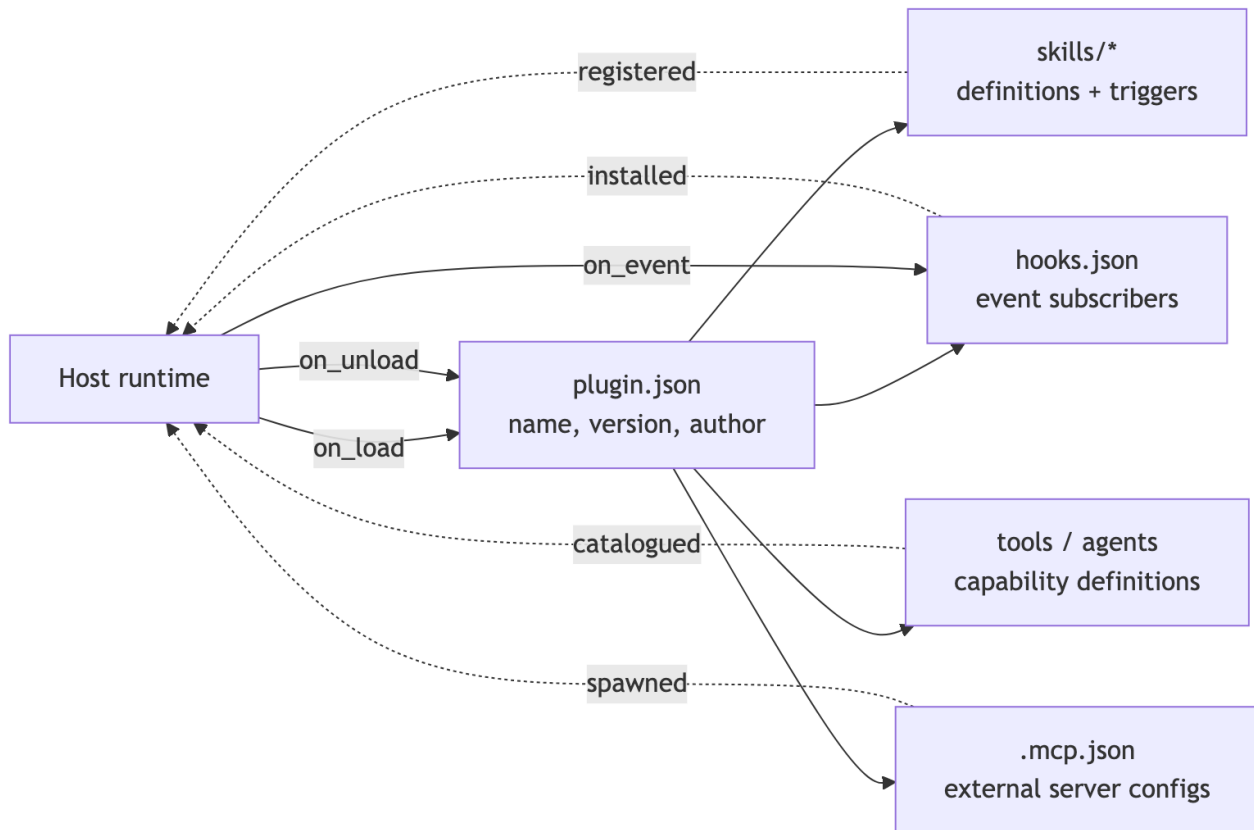 skills/*
definitions + triggers
registered
installed
hooks.json
event subscribers
on_event
Host runtime
on_unload
on_load
plugin.json
name, version, author
catalogued
tools / agents
capability definitions
spawned
.mcp.json
external server configs